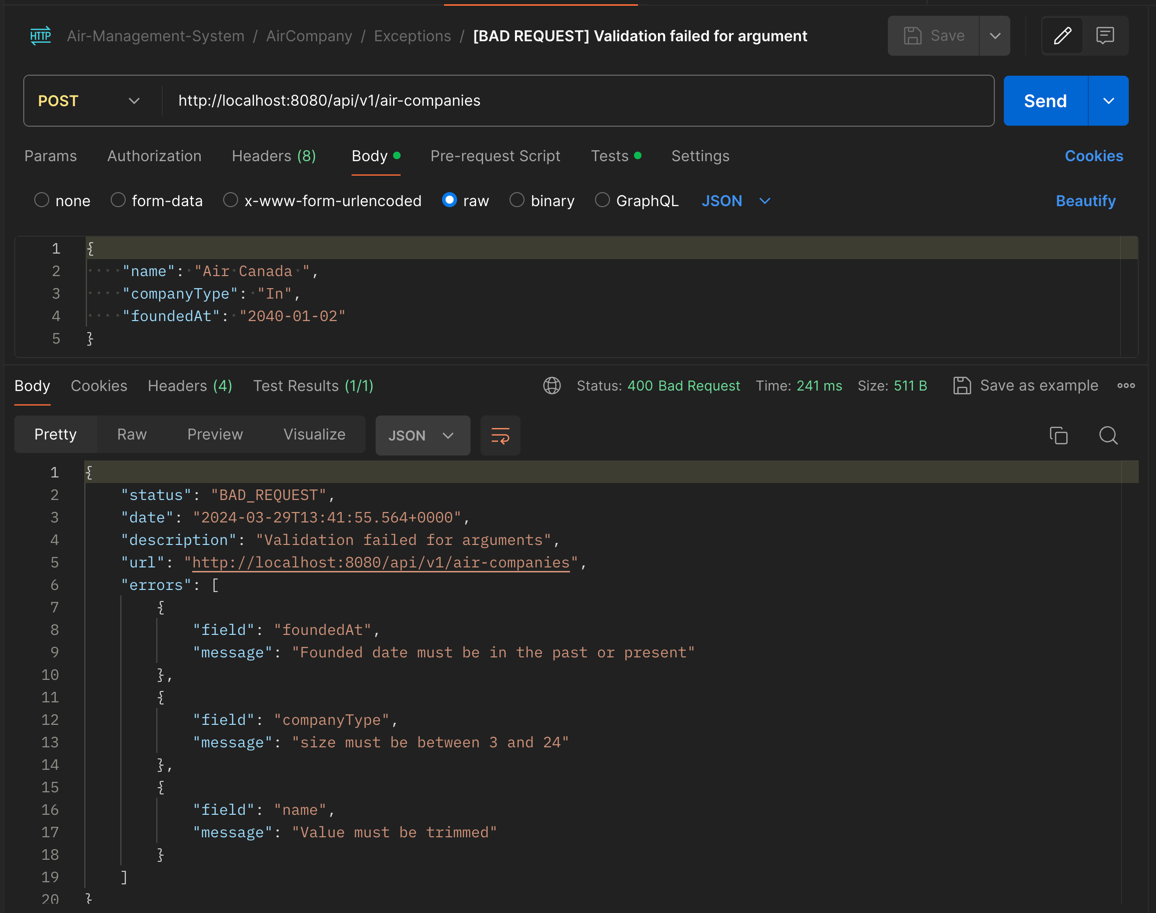 HTTP Air-Management-System / AirCompany / Exceptions / [BAD REQUEST] Validation failed for argument Save
POST http://localhost:8080/api/v1/air-companies Send
Params Authorization Headers (8) Body Pre-request Script Tests Settings Cookies
none form-data x-www-form-urlencoded raw binary GraphQL JSON Beautify
1 {
2 "name": "Air Canada ",
3 "companyType": "In",
4 "foundedAt": "2040-01-02"
5 }
Body Cookies Headers (4) Test Results (1/1) Status: 400 Bad Request Time: 241 ms Size: 511 B Save as example
Pretty Raw Preview Visualize JSON
1 {
2 "status": "BAD_REQUEST",
3 "date": "2024-03-29T13:41:55.564+0000",
4 "description": "Validation failed for arguments",
5 "url": "http://localhost:8080/api/v1/air-companies",
6 "errors": [
7 {
8 "field": "foundedAt",
9 "message": "Founded date must be in the past or present"
10 },
11 {
12 "field": "companyType",
13 "message": "size must be between 3 and 24"
14 },
15 {
16 "field": "name",
17 "message": "Value must be trimmed"
18 }
19 ]
20 }